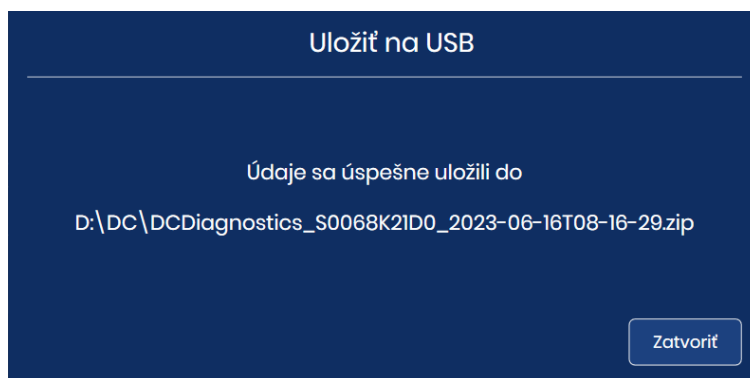 Uložiť na USB
Údaje sa úspešne uložili do
D:\DC\DCDiagnostics_S0068K21D0_2023-06-16T08-16-29.zip
Zatvoriť